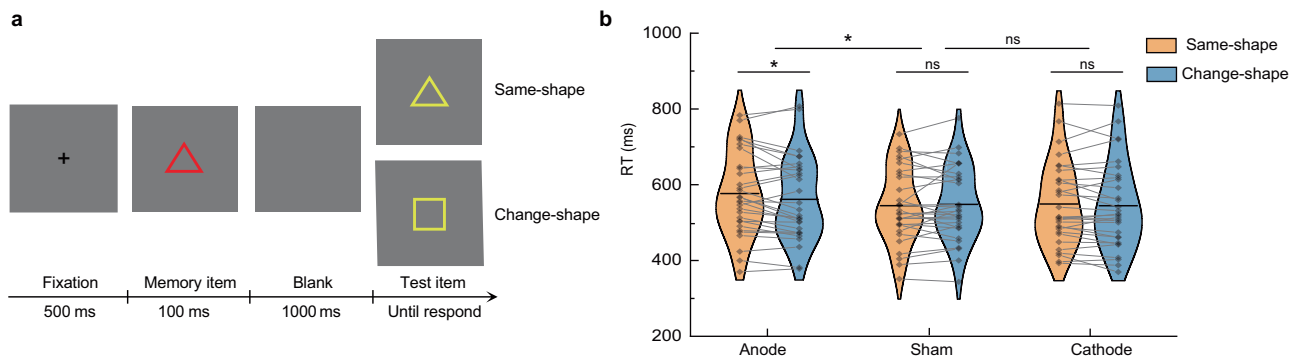 a
Same-shape
Change-shape
Fixation
Memory item
Blank
Test item
500 ms
100 ms
1000 ms
Until respond
b
1000
800
600
400
200
RT (ms)
*
ns
*
ns
ns
Same-shape
Change-shape
Anode
Sham
Cathode